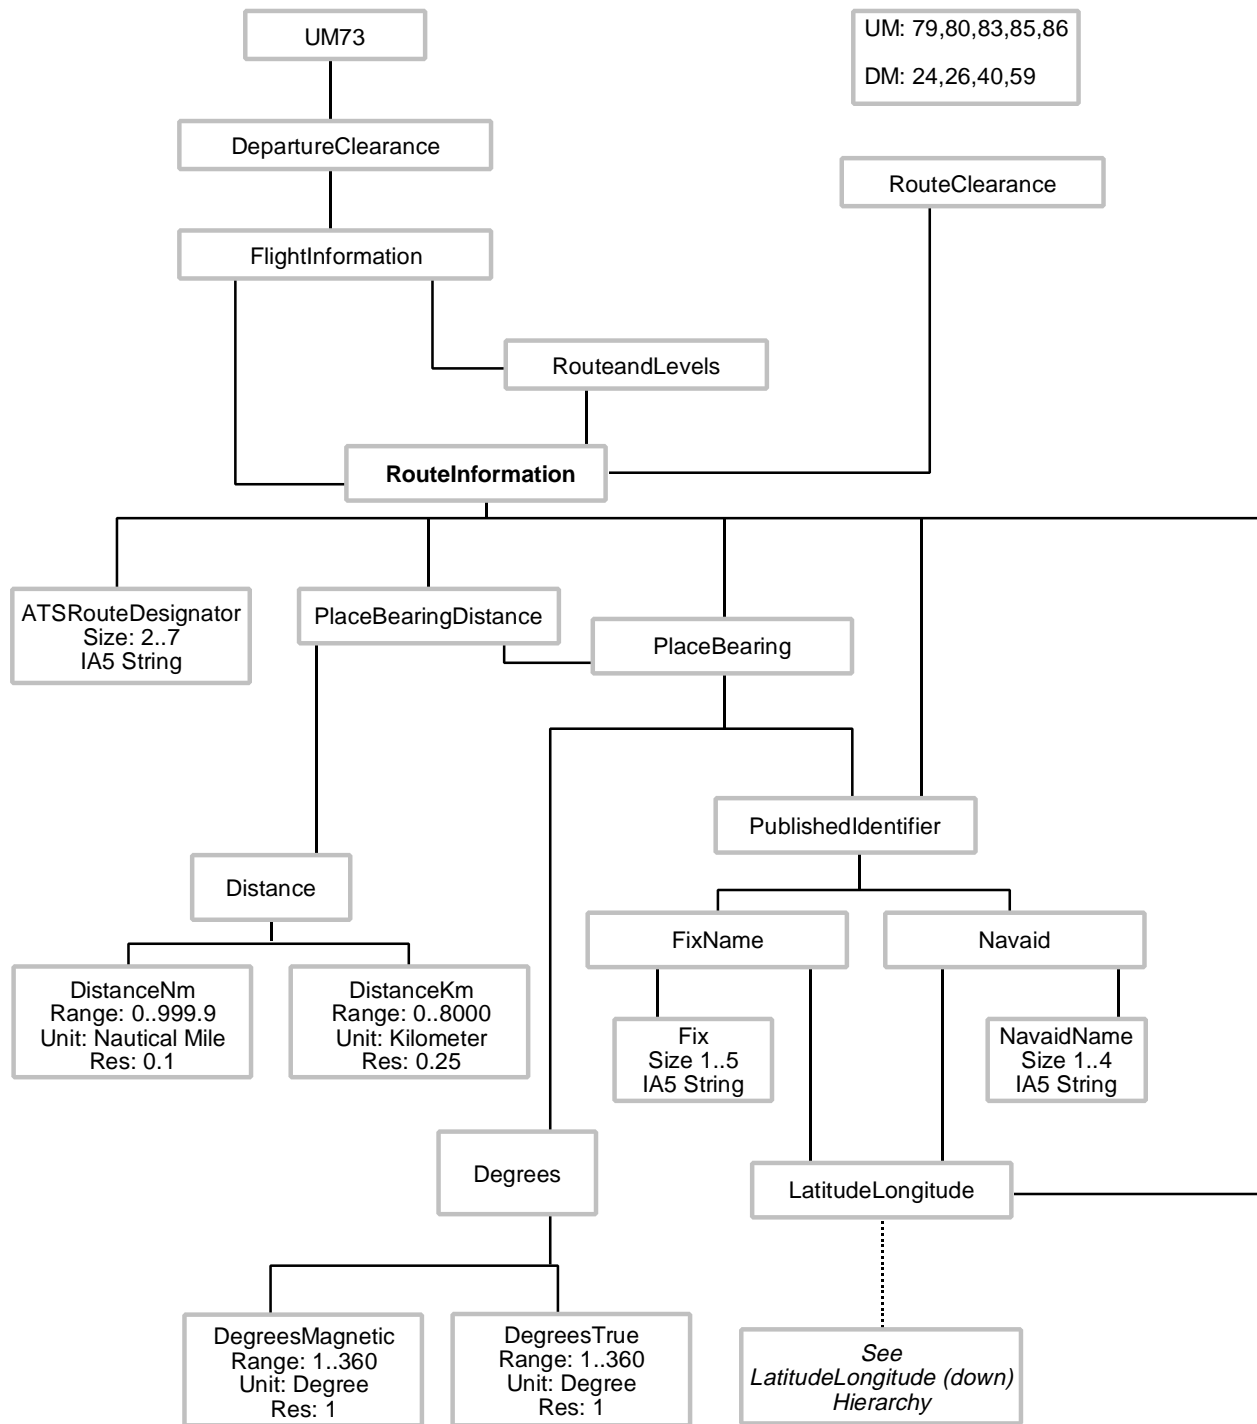 UM73
UM: 79,80,83,85,86
DM: 24,26,40,59
DepartureClearance
RouteClearance
FlightInformation
RouteandLevels
RouteInformation
ATSRouteDesignator
Size: 2..7
IA5 String
PlaceBearingDistance
PlaceBearing
PublishedIdentifier
Distance
FixName
Navaid
DistanceNm
Range: 0..999.9
Unit: Nautical Mile
Res: 0.1
DistanceKm
Range: 0..8000
Unit: Kilometer
Res: 0.25
Fix
Size 1..5
IA5 String
NavaidName
Size 1..4
IA5 String
Degrees
LatitudeLongitude
DegreesMagnetic
Range: 1..360
Unit: Degree
Res: 1
DegreesTrue
Range: 1..360
Unit: Degree
Res: 1
See
LatitudeLongitude (down)
Hierarchy